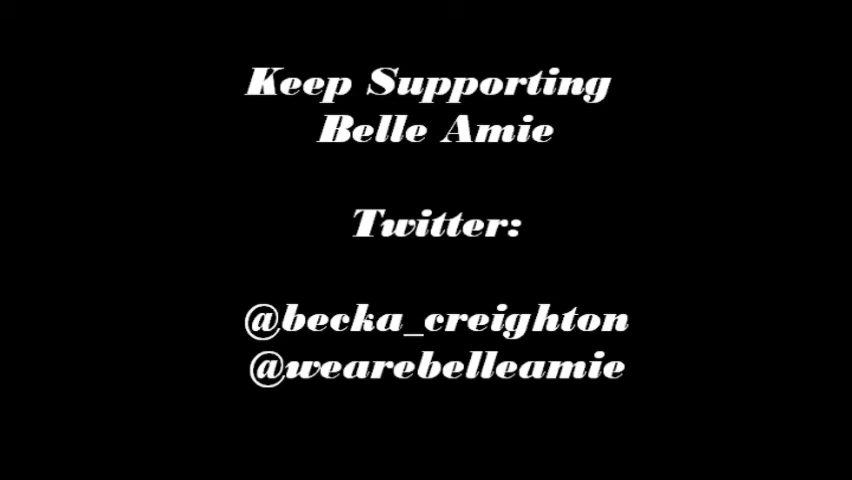 Keep Supporting
Belle Amie
Twitter:
@becka_creighton
@wearebelleamie